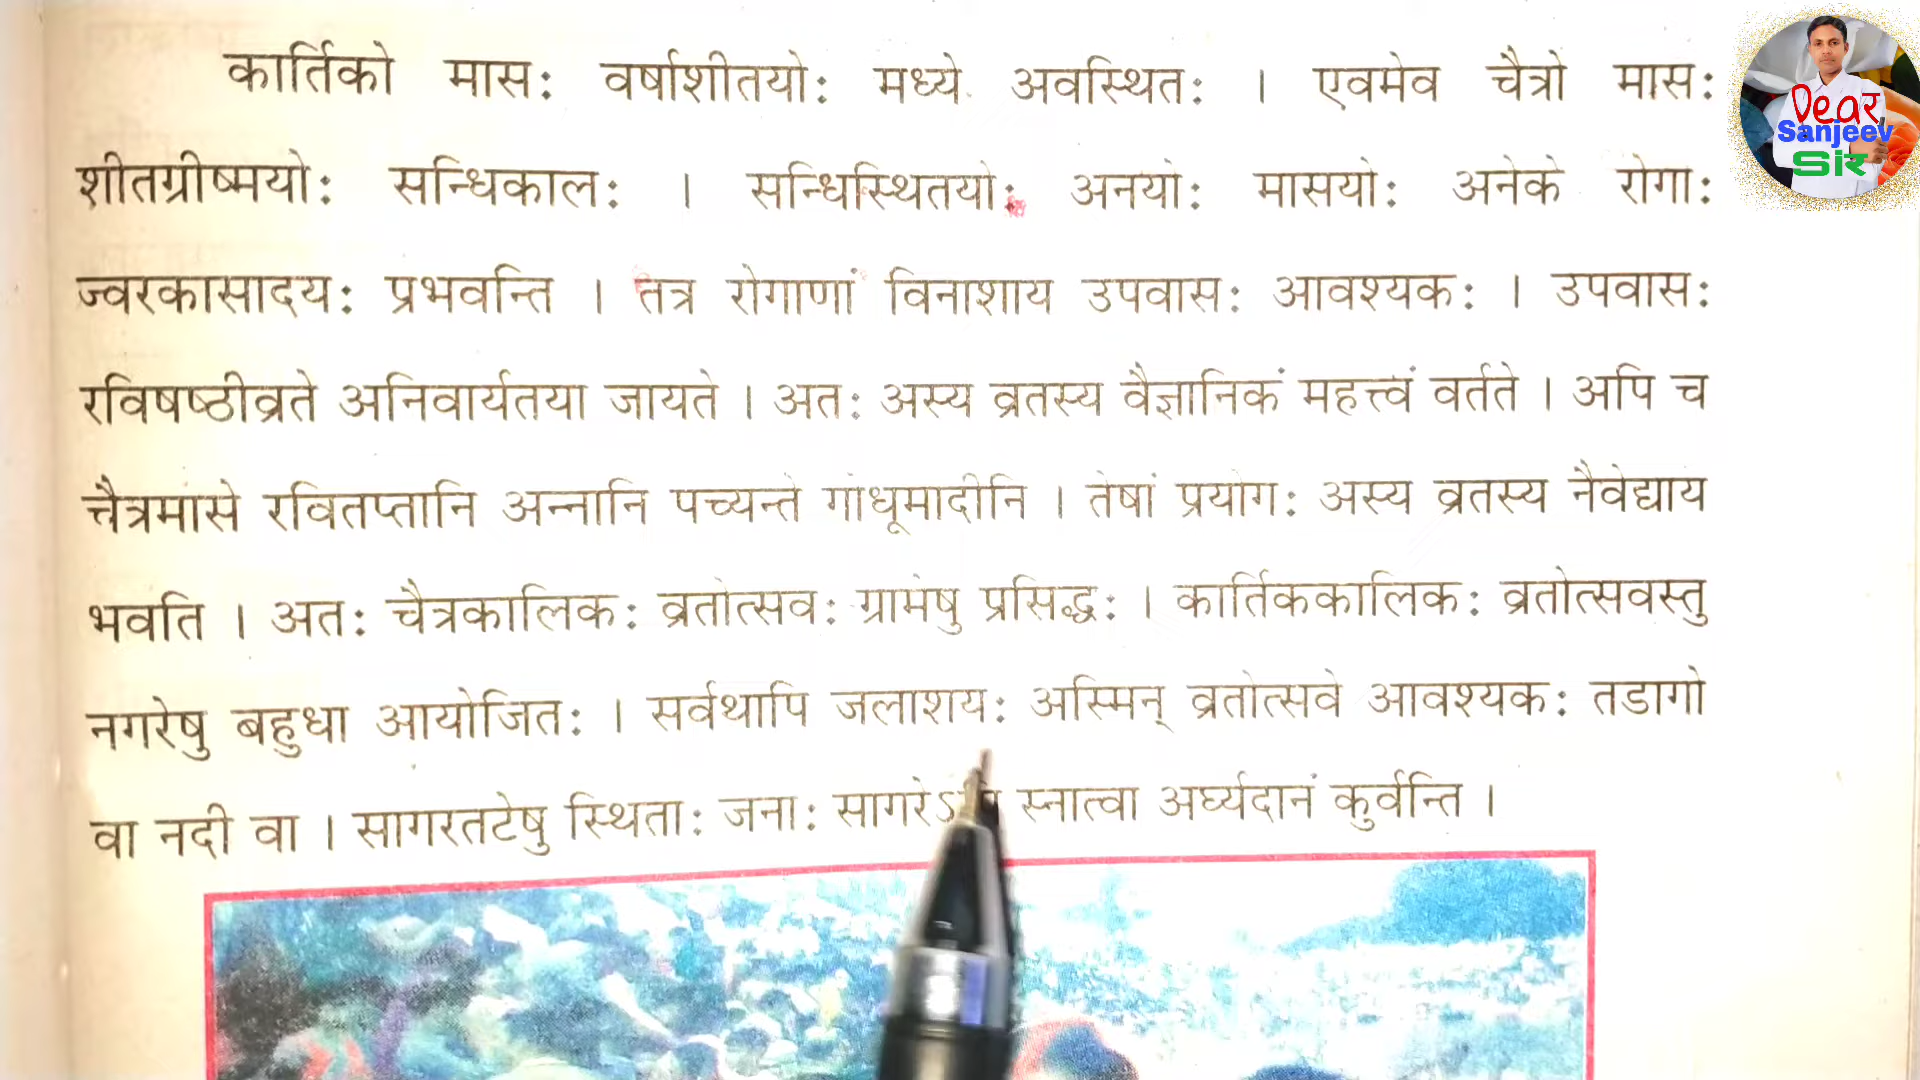 कार्तिको मासः वर्षाशीतयोः मध्ये अवस्थितः । एवमेव चैत्रो मासः
शीतग्रीष्मयोः सन्धिकालः । सन्धिस्थितयोः अनयोः मासयोः अनेके रोगाः
ज्वरकासादयः प्रभवन्ति । तत्र रोगाणां विनाशाय उपवासः आवश्यकः । उपवासः
रविषष्ठीव्रते अनिवार्यतया जायते । अतः अस्य व्रतस्य वैज्ञानिकं महत्त्वं वर्तते । अपि च
चैत्रमासे रवितप्तानि अन्नानि पच्यन्ते गोधूमादीनि । तेषां प्रयोगः अस्य व्रतस्य नैवेद्याय
भवति । अतः चैत्रकालिकः व्रतोत्सवः ग्रामेषु प्रसिद्धः । कार्तिककालिकः व्रतोत्सवस्तु
नगरेषु बहुधा आयोजितः । सर्वथापि जलाशयः अस्मिन् व्रतोत्सवे आवश्यकः तडागो
वा नदी वा । सागरतटेषु स्थिताः जनाः स्नात्वा अर्घ्यदानं कुर्वन्ति ।
Dear
Sanjeev
Sir